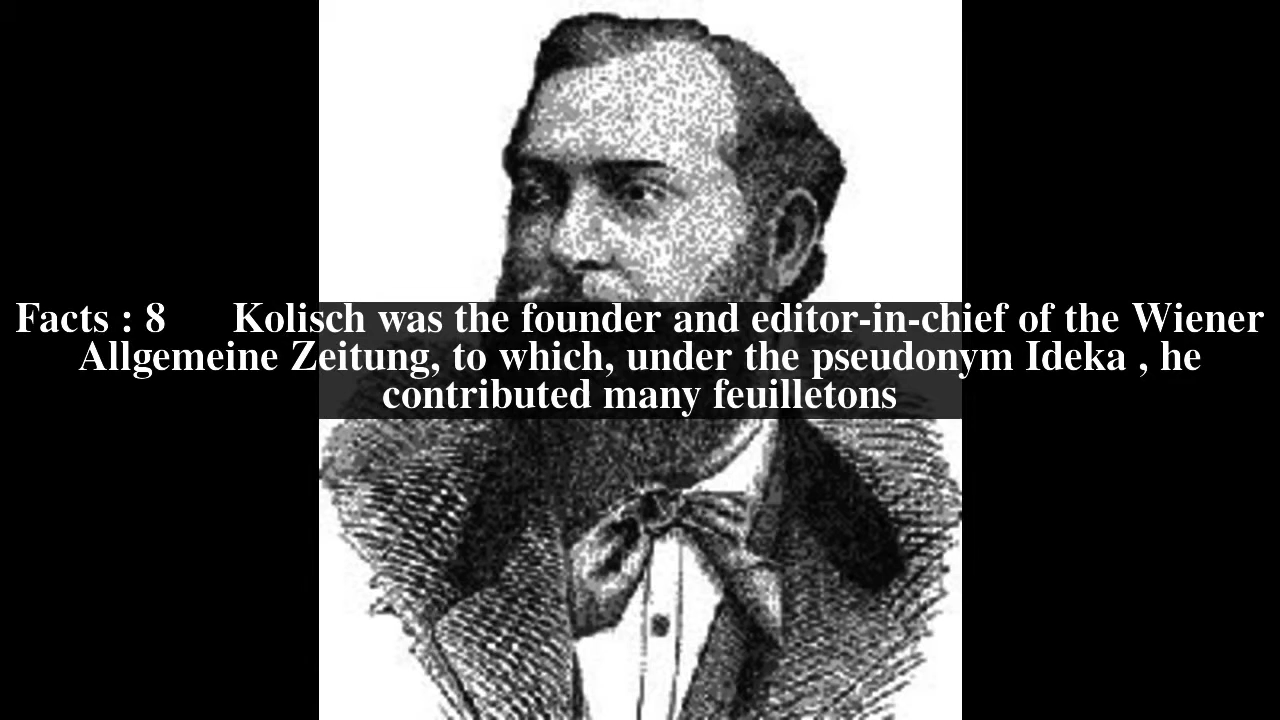 Facts : 8 Kolisch was the founder and editor-in-chief of the Wiener
Allgemeine Zeitung, to which, under the pseudonym Ideka , he
contributed many feuilletons